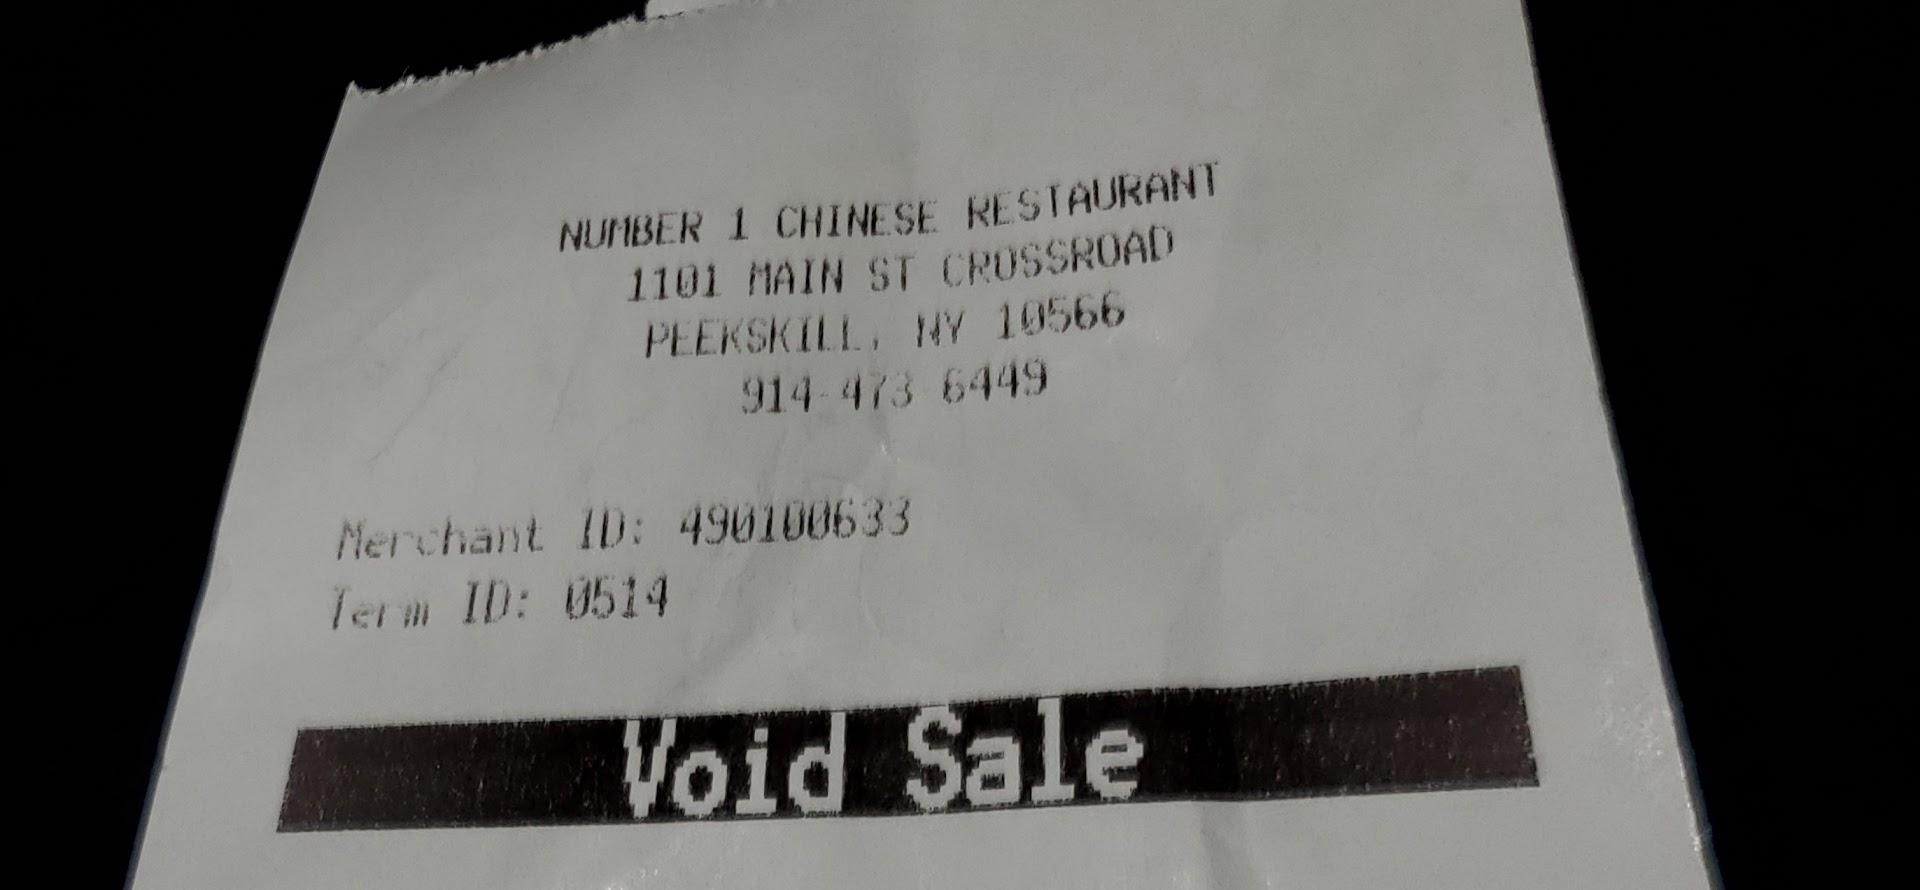 NUMBER 1 CHINESE RESTAURANT
1101 MAIN ST CROSSROAD
PEEKSKILL, NY 10566
914-473 6449
Merchant ID: 490100633
Term ID: 0514
Void Sale